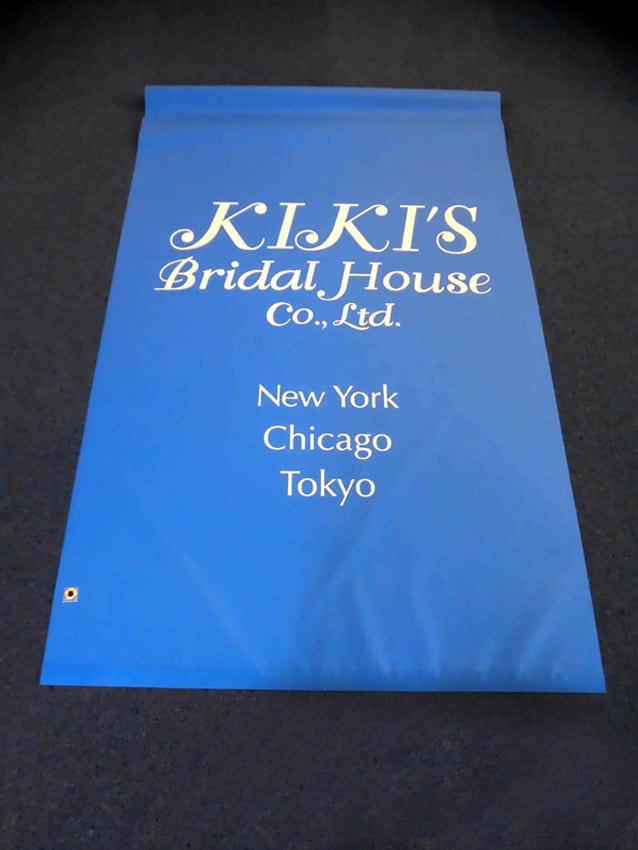 KIKI'S
Bridal House
Co., Ltd.
New York
Chicago
Tokyo